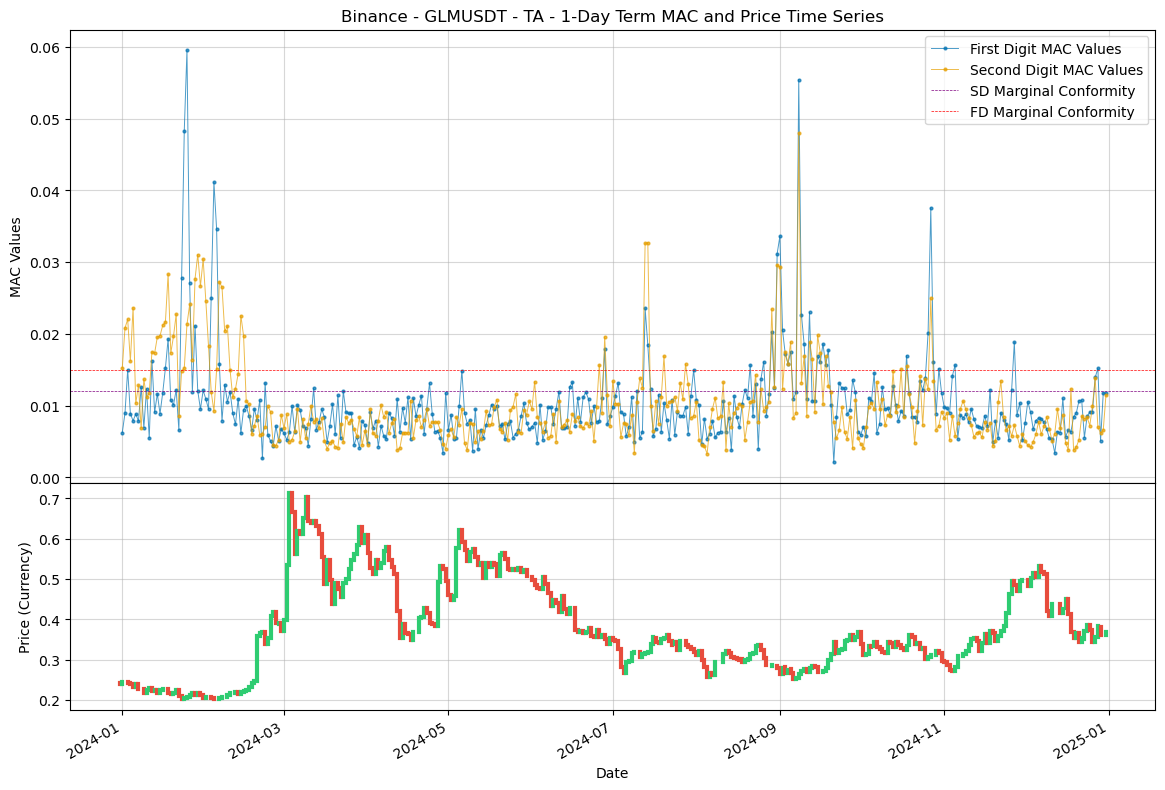 Binance - GLMUSDT - TA - 1-Day Term MAC and Price Time Series
First Digit MAC Values
Second Digit MAC Values
SD Marginal Conformity
FD Marginal Conformity
MAC Values
0.06
0.05
0.04
0.03
0.02
0.01
0.00
Price (Currency)
0.7
0.6
0.5
0.4
0.3
0.2
2024-01
2024-03
2024-05
2024-07
2024-09
2024-11
2025-01
Date